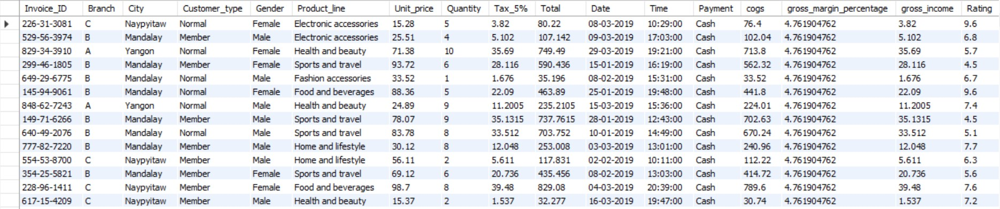 Invoice_ID Branch City Customer_type Gender Product_line Unit_price Quantity Tax_5% Total Date Time Payment cogs gross_margin_percentage gross_income Rating
226-31-3081 C Naypyitaw Normal Female Electronic accessories 15.28 5 3.82 80.22 08-03-2019 10:29:00 Cash 76.4 4.761904762 3.82 9.6
529-56-3974 B Mandalay Member Male Electronic accessories 25.51 4 5.102 107.142 09-03-2019 17:03:00 Cash 102.04 4.761904762 5.102 6.8
829-34-3910 A Yangon Normal Female Health and beauty 71.38 10 35.69 749.49 29-03-2019 19:21:00 Cash 713.8 4.761904762 35.69 5.7
299-46-1805 B Mandalay Member Female Sports and travel 93.72 6 28.116 590.436 15-01-2019 16:19:00 Cash 562.32 4.761904762 28.116 4.5
649-29-6775 B Mandalay Normal Male Fashion accessories 33.52 1 1.676 35.196 08-02-2019 15:31:00 Cash 33.52 4.761904762 1.676 6.7
145-94-9061 B Mandalay Normal Female Food and beverages 88.36 5 22.09 463.89 25-01-2019 19:48:00 Cash 441.8 4.761904762 22.09 9.6
848-62-7243 A Yangon Normal Male Health and beauty 24.89 9 11.2005 235.2105 15-03-2019 15:36:00 Cash 224.01 4.761904762 11.2005 7.4
149-71-6266 B Mandalay Member Male Sports and travel 78.07 9 35.1315 737.7615 28-01-2019 12:43:00 Cash 702.63 4.761904762 35.1315 4.5
640-49-2076 B Mandalay Normal Male Sports and travel 83.78 8 33.512 703.752 10-01-2019 14:49:00 Cash 670.24 4.761904762 33.512 5.1
777-82-7220 B Mandalay Member Male Home and lifestyle 30.12 8 12.048 253.008 03-03-2019 13:01:00 Cash 240.96 4.761904762 12.048 7.7
554-53-8700 C Naypyitaw Member Male Home and lifestyle 56.11 2 5.611 117.831 02-02-2019 10:11:00 Cash 112.22 4.761904762 5.611 6.3
354-25-5821 B Mandalay Member Female Sports and travel 69.12 6 20.736 435.456 08-02-2019 13:03:00 Cash 414.72 4.761904762 20.736 5.6
228-96-1411 C Naypyitaw Member Female Food and beverages 98.7 8 39.48 829.08 04-03-2019 20:39:00 Cash 789.6 4.761904762 39.48 7.6
617-15-4209 C Naypyitaw Member Male Health and beauty 15.37 2 1.537 32.277 16-03-2019 19:47:00 Cash 30.74 4.761904762 1.537 7.2